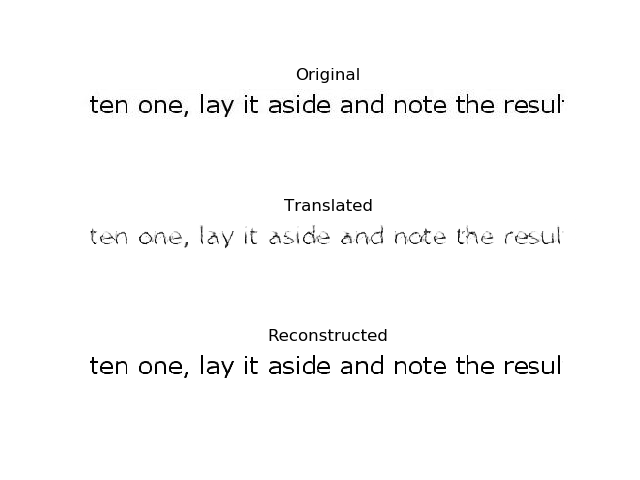 Original
ten one, lay it aside and note the resul
Translated
ten one, lay it aside and note the resul
Reconstructed
ten one, lay it aside and note the resul